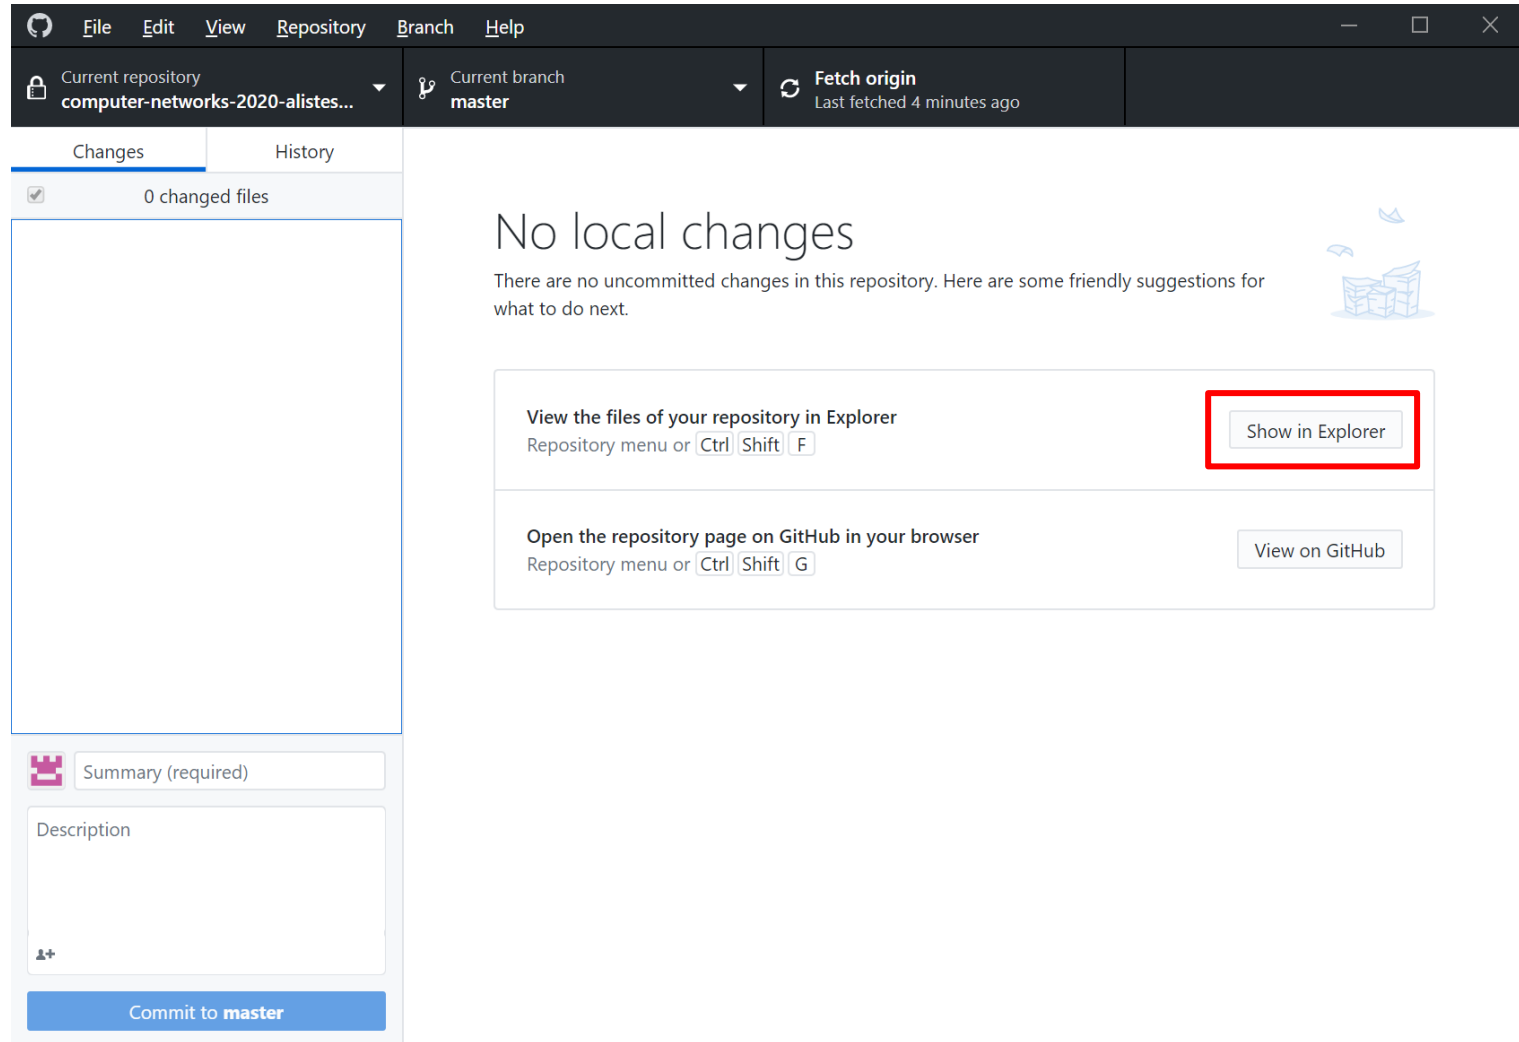 File Edit View Repository Branch Help
Current repository
computer-networks-2020-alistes...
Current branch
master
Fetch origin
Last fetched 4 minutes ago
Changes History
0 changed files
No local changes
There are no uncommitted changes in this repository. Here are some friendly suggestions for
what to do next.
View the files of your repository in Explorer
Repository menu or Ctrl Shift F
Show in Explorer
Open the repository page on GitHub in your browser
Repository menu or Ctrl Shift G
View on GitHub
Summary (required)
Description
Commit to master